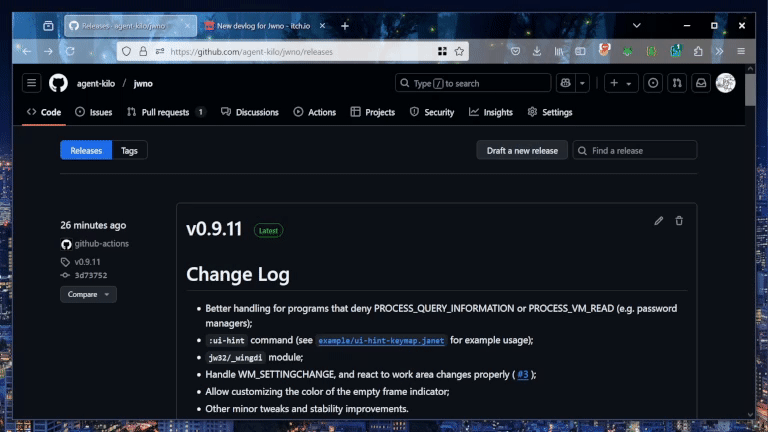 Releases · agent-kilo/jwno
New devlog for Jwno - itch.io
https://github.com/agent-kilo/jwno/releases
agent-kilo / jwno
Type / to search
Code
Issues
Pull requests 1
Discussions
Actions
Projects
Security
Insights
Settings
Releases
Tags
Draft a new release
Find a release
26 minutes ago
github-actions
v0.9.11
3d73752
Compare
v0.9.11 Latest
Change Log
• Better handling for programs that deny PROCESS_QUERY_INFORMATION or PROCESS_VM_READ (e.g. password
managers);
• :ui-hint command (see example/ui-hint-keymap.janet for example usage);
• jw32/_wingdi module;
• Handle WM_SETTINGCHANGE, and react to work area changes properly ( #3 );
• Allow customizing the color of the empty frame indicator;
• Other minor tweaks and stability improvements.